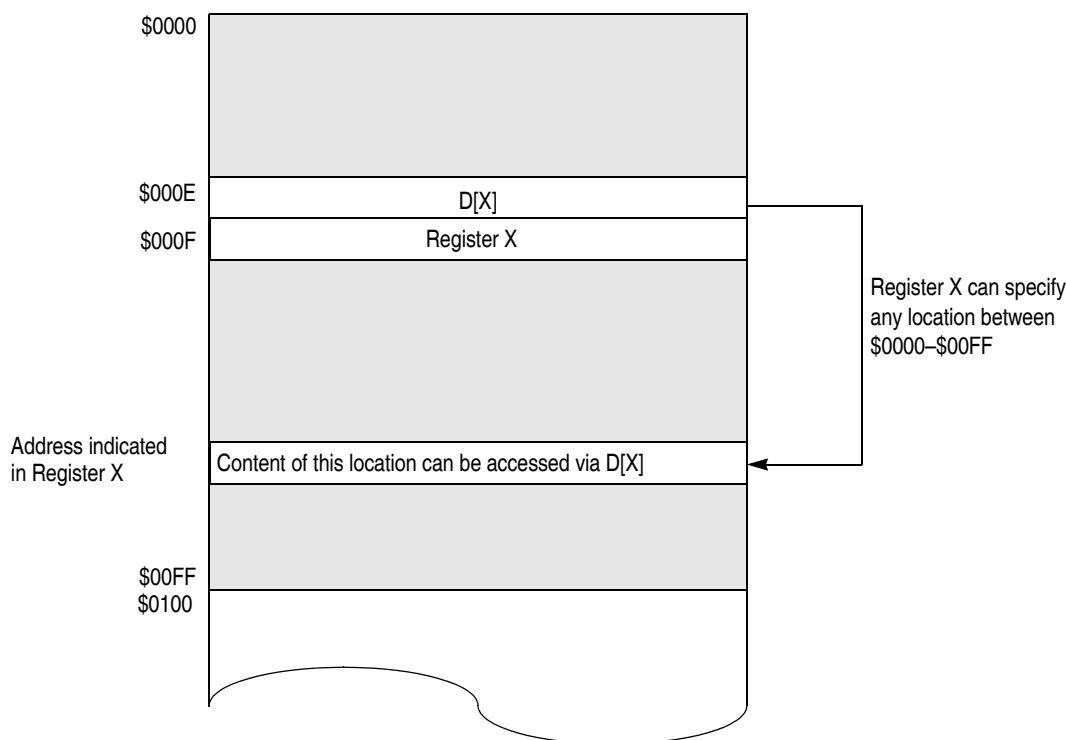 $0000
$000E
D[X]
$000F
Register X
Register X can specify
any location between
$0000–$00FF
Address indicated
in Register X
Content of this location can be accessed via D[X]
$00FF
$0100